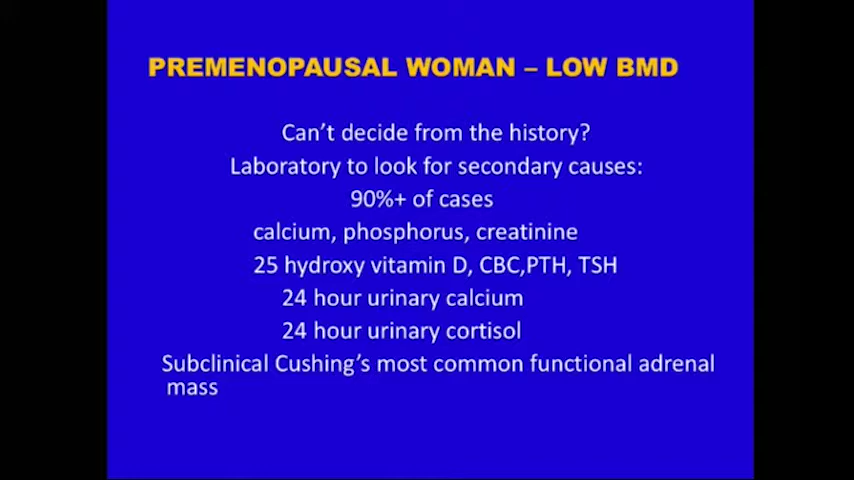 PREMENOPAUSAL WOMAN – LOW BMD
Can't decide from the history?
Laboratory to look for secondary causes:
90%+ of cases
calcium, phosphorus, creatinine
25 hydroxy vitamin D, CBC,PTH, TSH
24 hour urinary calcium
24 hour urinary cortisol
Subclinical Cushing's most common functional adrenal
mass